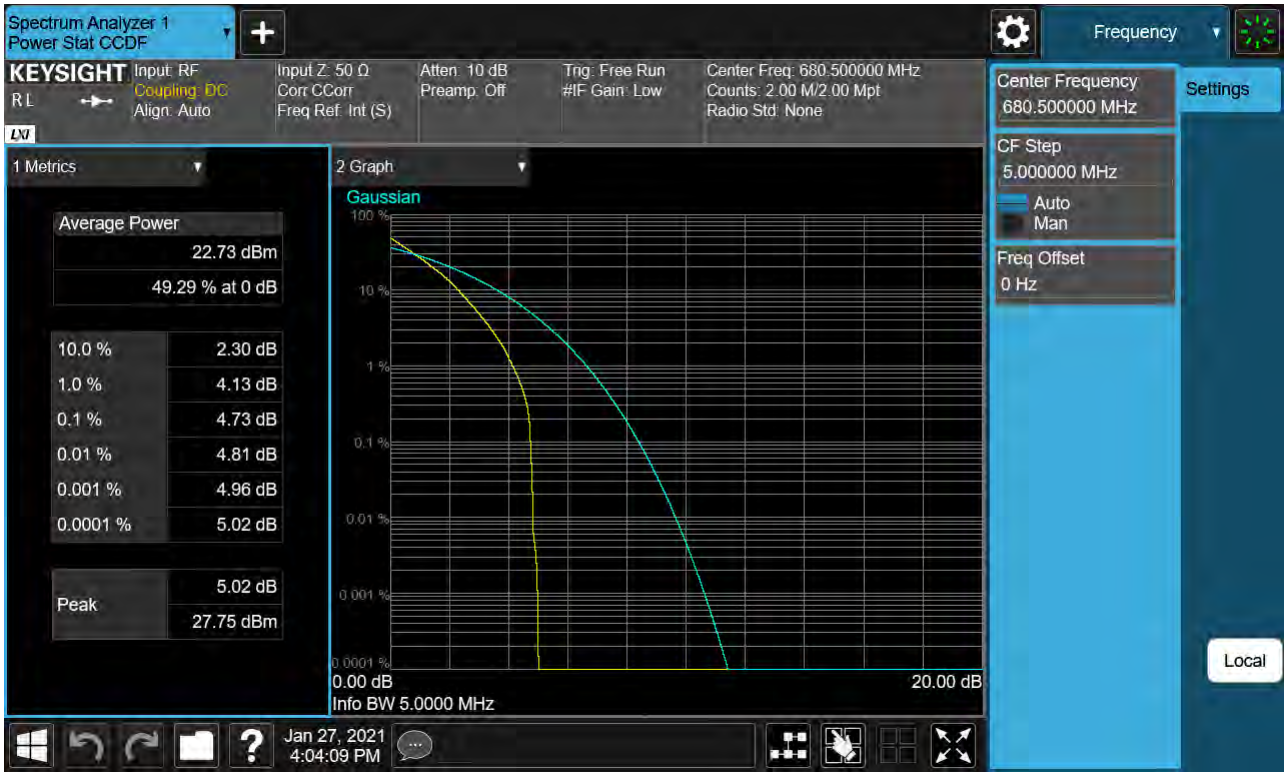 Spectrum Analyzer 1
Power Stat CCDF
Frequency
KEYSIGHT
RL
LXI
Input: RF
Coupling: DC
Align: Auto
Input Z: 50 Ω
Corr CCorr
Freq Ref: Int (S)
Atten: 10 dB
Preamp: Off
Trig: Free Run
#IF Gain: Low
Center Freq: 680.500000 MHz
Counts: 2.00 M/2.00 Mpt
Radio Std: None
1 Metrics
Average Power
22.73 dBm
49.29 % at 0 dB
10.0 % 2.30 dB
1.0 % 4.13 dB
0.1 % 4.73 dB
0.01 % 4.81 dB
0.001 % 4.96 dB
0.0001 % 5.02 dB
Peak
5.02 dB
27.75 dBm
2 Graph
Gaussian
100 %
10 %
1 %
0.1 %
0.01 %
0.001 %
0.0001 %
0.00 dB 20.00 dB
Info BW 5.0000 MHz
Center Frequency
680.500000 MHz
CF Step
5.000000 MHz
Auto
Man
Freq Offset
0 Hz
Settings
Local
Jan 27, 2021
4:04:09 PM